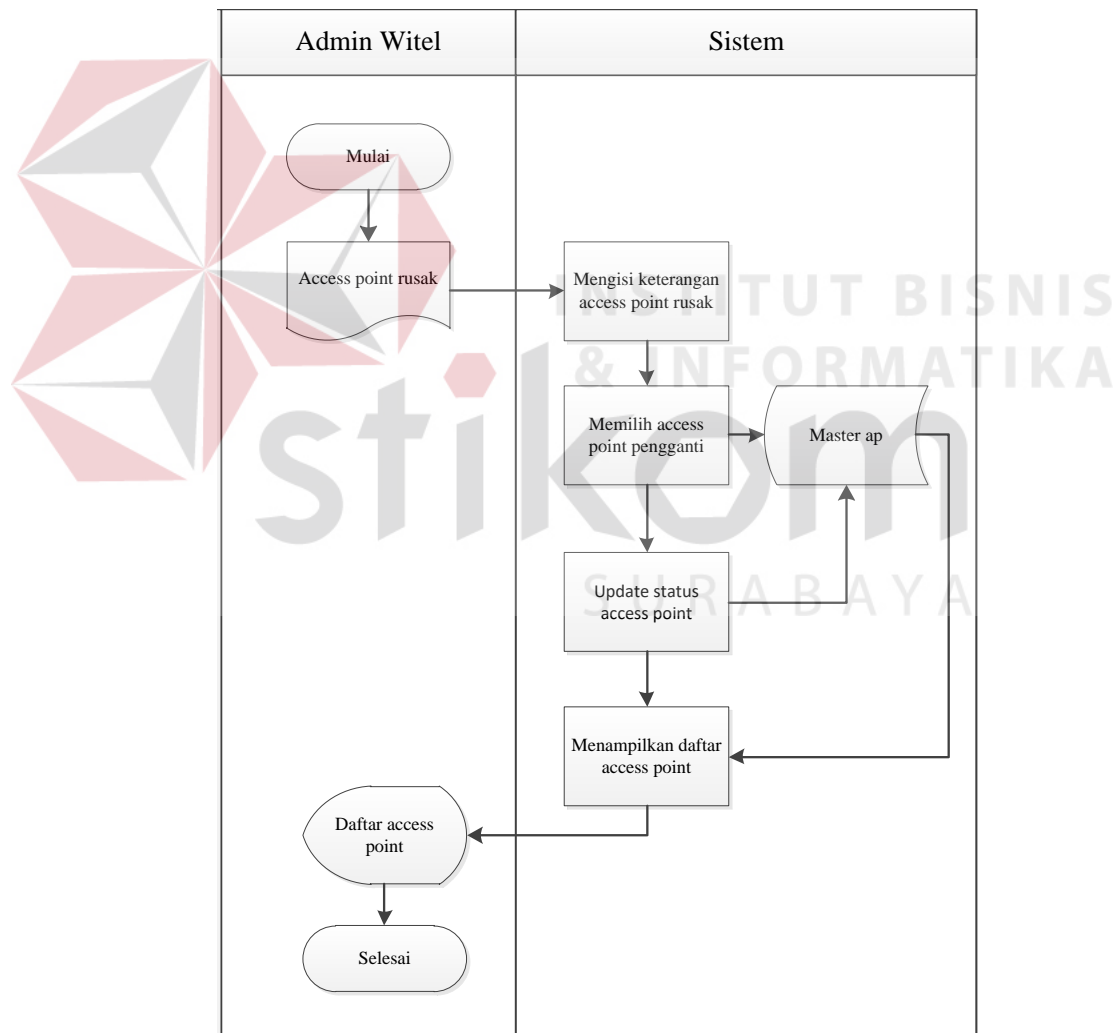 Admin Witel
Sistem
Mulai
Access point rusak
Mengisi keterangan
access point rusak
INSTITUT BISNIS
& INFORMATIKA
Memilih access
point pengganti
Master ap
stikom
SURABAYA
Update status
access point
Menampilkan daftar
access point
Daftar access
point
Selesai